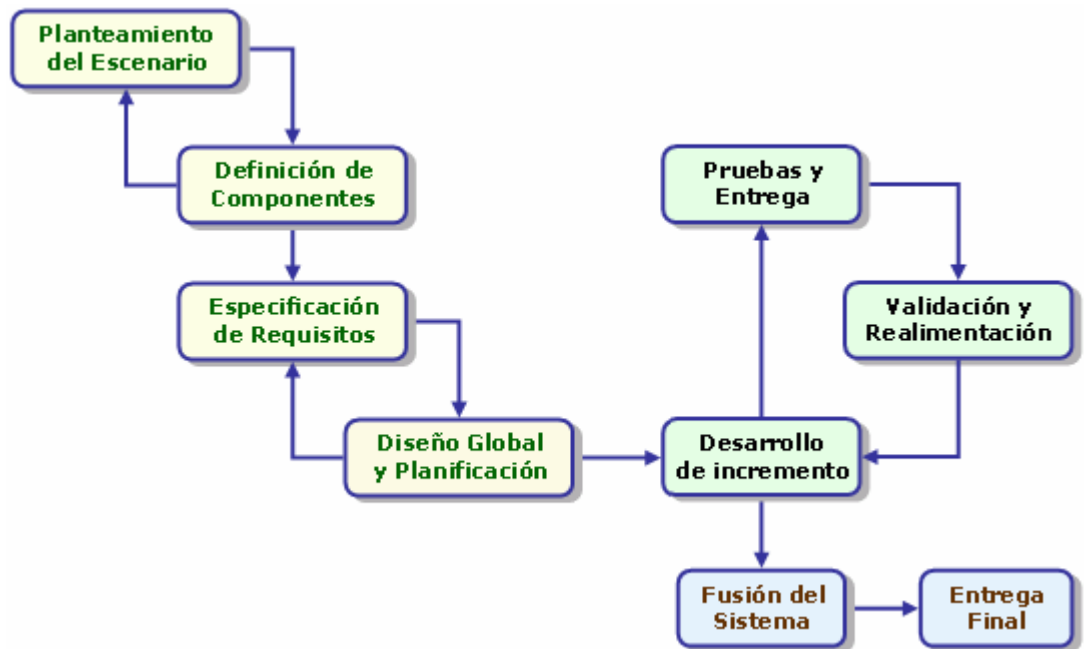 Planteamiento
del Escenario
Definición de
Componentes
Especificación
de Requisitos
Diseño Global
y Planificación
Pruebas y
Entrega
Validación y
Realimentación
Desarrollo
de incremento
Fusión del
Sistema
Entrega
Final